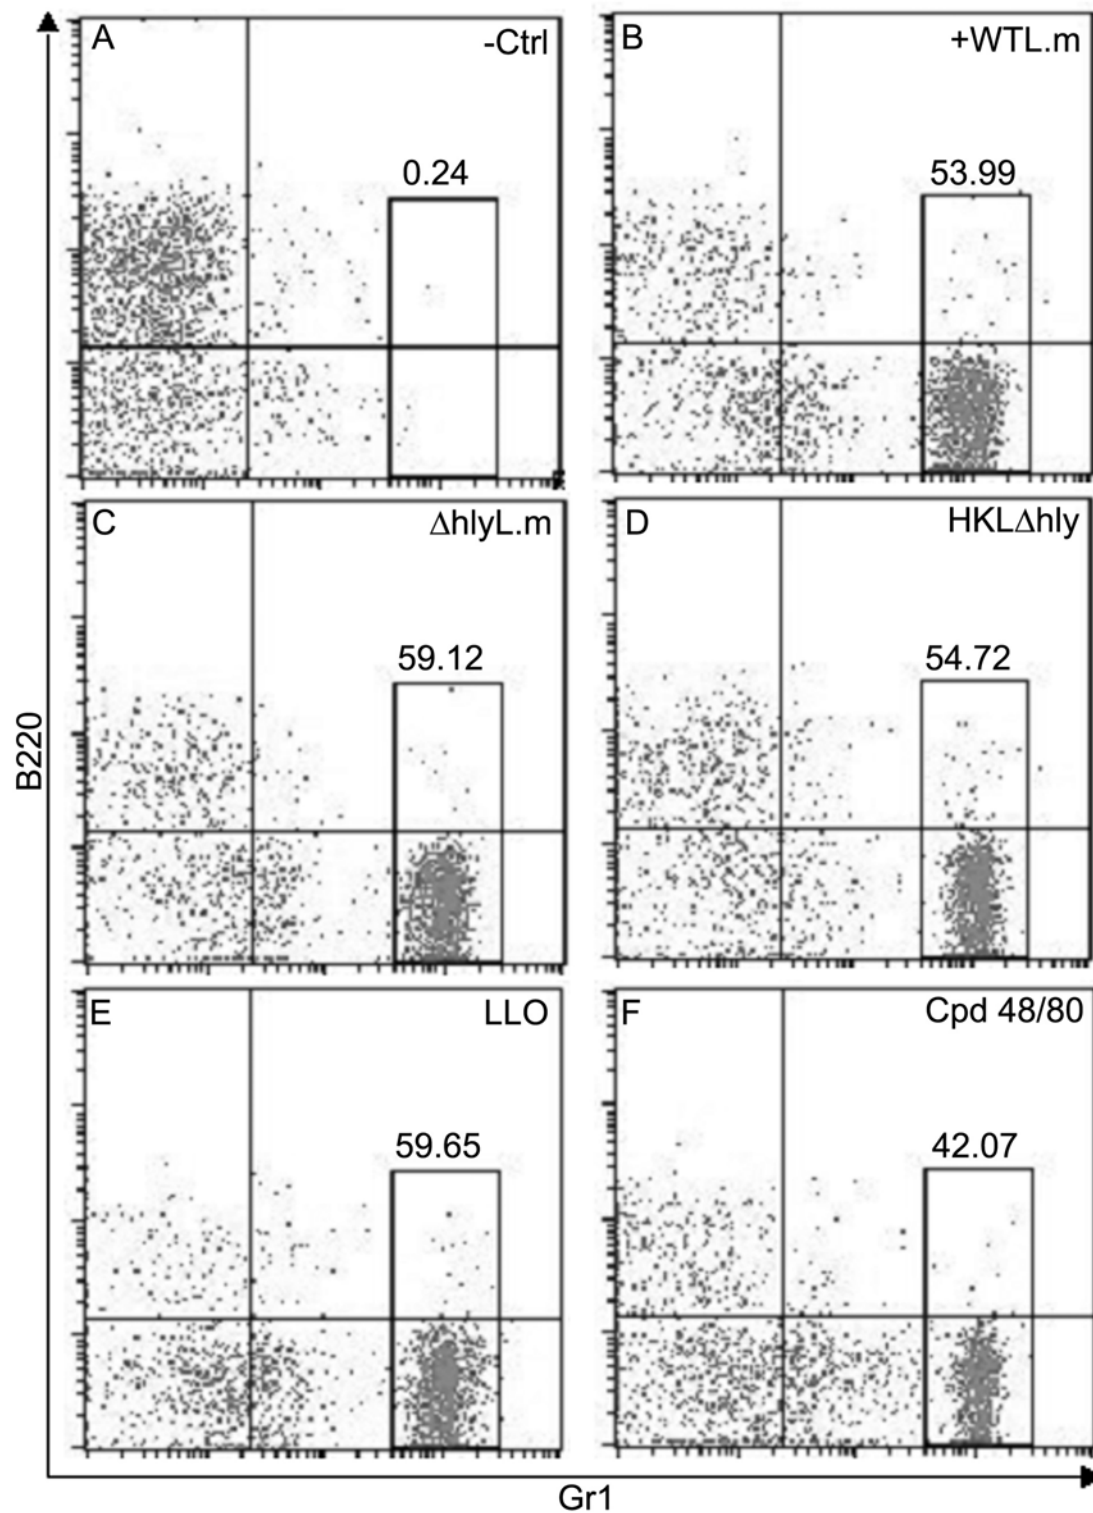 A
-Ctrl
0.24
B
+WTL.m
53.99
C
ΔhlyL.m
59.12
D
HKLΔhly
54.72
E
LLO
59.65
F
Cpd 48/80
42.07
B220
Gr1